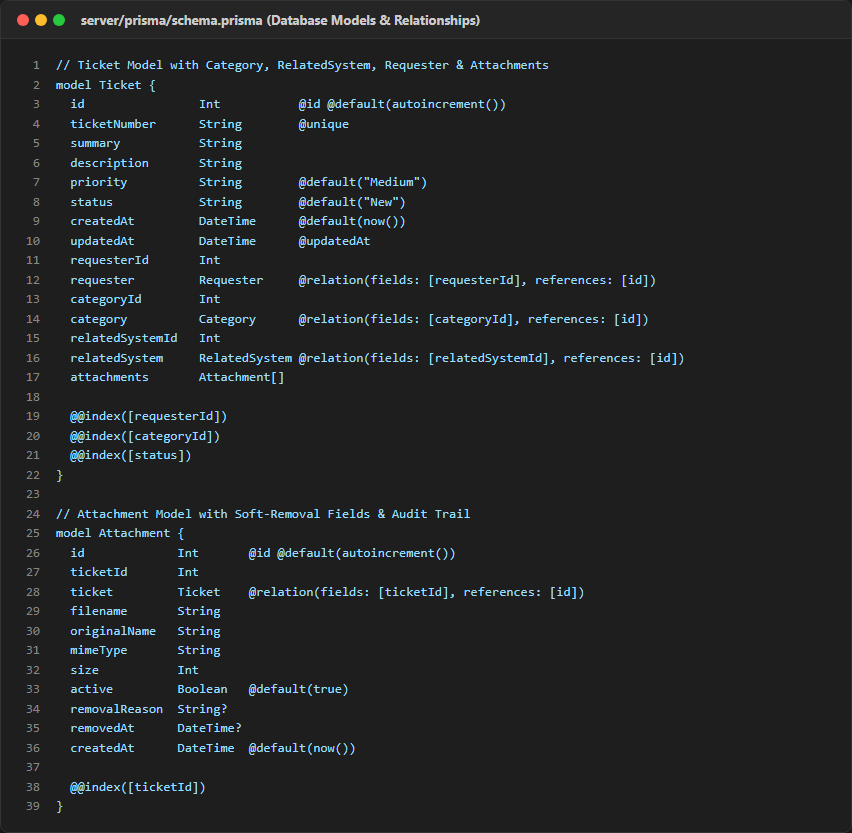 server/prisma/schema.prisma (Database Models & Relationships)
1 // Ticket Model with Category, RelatedSystem, Requester & Attachments
2 model Ticket {
3   id                Int           @id @default(autoincrement())
4   ticketNumber      String        @unique
5   summary           String
6   description       String
7   priority          String        @default("Medium")
8   status            String        @default("New")
9   createdAt         DateTime      @default(now())
10   updatedAt         DateTime      @updatedAt
11   requesterId       Int
12   requester         Requester     @relation(fields: [requesterId], references: [id])
13   categoryId        Int
14   category          Category      @relation(fields: [categoryId], references: [id])
15   relatedSystemId   Int
16   relatedSystem     RelatedSystem @relation(fields: [relatedSystemId], references: [id])
17   attachments       Attachment[]
18
19   @@index([requesterId])
20   @@index([categoryId])
21   @@index([status])
22 }
23
24 // Attachment Model with Soft-Removal Fields & Audit Trail
25 model Attachment {
26   id             Int       @id @default(autoincrement())
27   ticketId       Int
28   ticket         Ticket    @relation(fields: [ticketId], references: [id])
29   filename       String
30   originalName   String
31   mimeType       String
32   size           Int
33   active         Boolean   @default(true)
34   removalReason  String?
35   removedAt      DateTime?
36   createdAt      DateTime  @default(now())
37
38   @@index([ticketId])
39 }